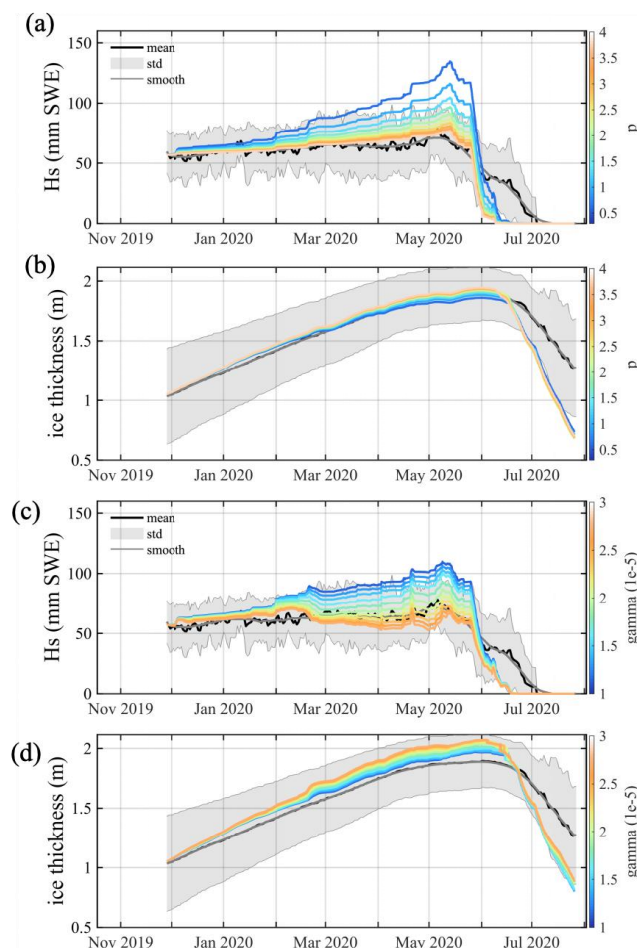 (a)
Hs (mm SWE)
150
100
50
0
mean
std
smooth
Nov 2019 Jan 2020 Mar 2020 May 2020 Jul 2020
4
3.5
3
2.5
2
1.5
1
0.5
p
(b)
ice thickness (m)
2
1.5
1
0.5
Nov 2019 Jan 2020 Mar 2020 May 2020 Jul 2020
4
3.5
3
2.5
2
1.5
1
0.5
p
(c)
Hs (mm SWE)
150
100
50
0
mean
std
smooth
Nov 2019 Jan 2020 Mar 2020 May 2020 Jul 2020
3
2.5
2
1.5
1
gamma (1e-5)
(d)
ice thickness (m)
2
1.5
1
0.5
Nov 2019 Jan 2020 Mar 2020 May 2020 Jul 2020
3
2.5
2
1.5
1
gamma (1e-5)